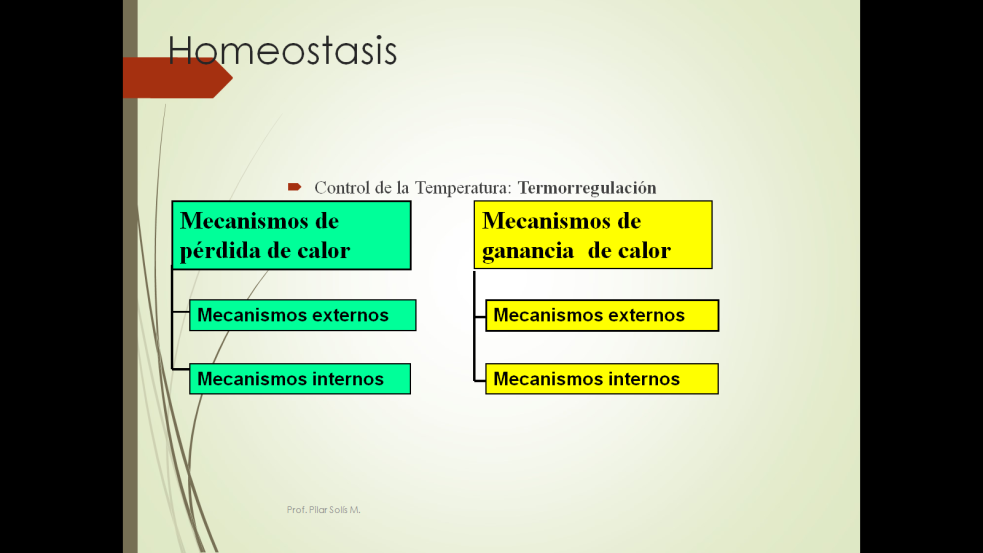 Homeostasis
Control de la Temperatura: Termorregulación
Mecanismos de
pérdida de calor
Mecanismos externos
Mecanismos internos
Mecanismos de
ganancia de calor
Mecanismos externos
Mecanismos internos
Prof. Pilar Solís M.